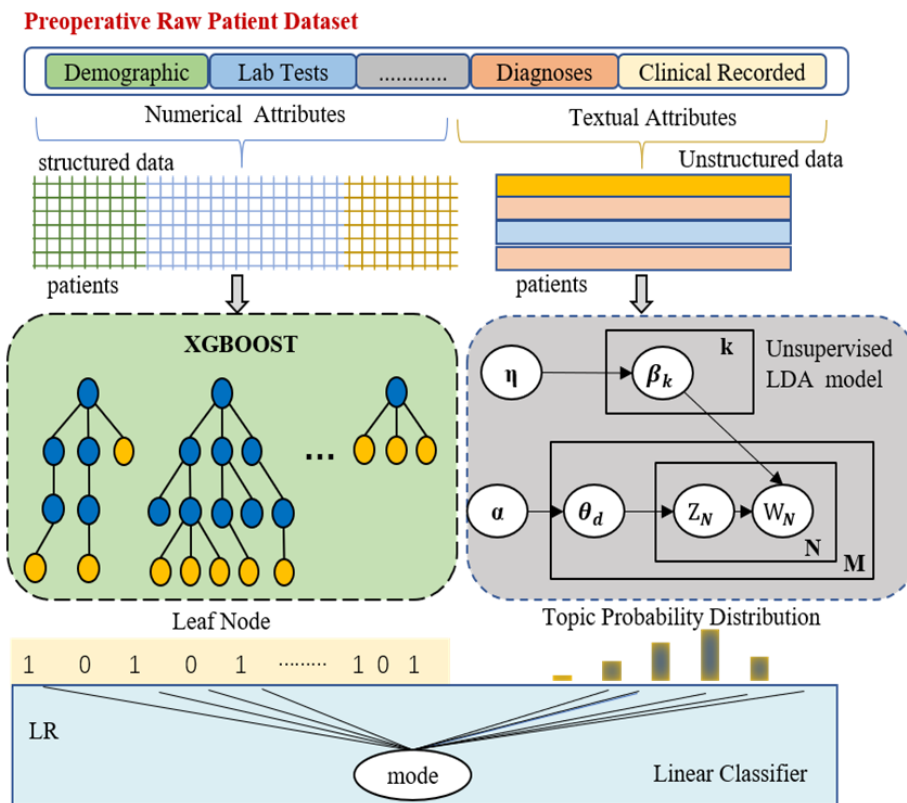 Preoperative Raw Patient Dataset
Demographic Lab Tests ............ Diagnoses Clinical Recorded
Numerical Attributes Textual Attributes
structured data Unstructured data
patients patients
XGBOOST
k
Unsupervised
LDA model
η β_k
...
α θ_d Z_N W_N
N
M
Leaf Node Topic Probability Distribution
1 0 1 0 1 ......... 1 0 1
LR
mode
Linear Classifier